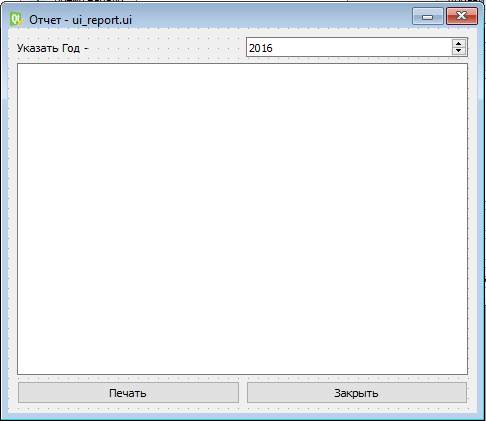 Отчет - ui_report.ui
Указать Год -
2016
Печать
Закрыть